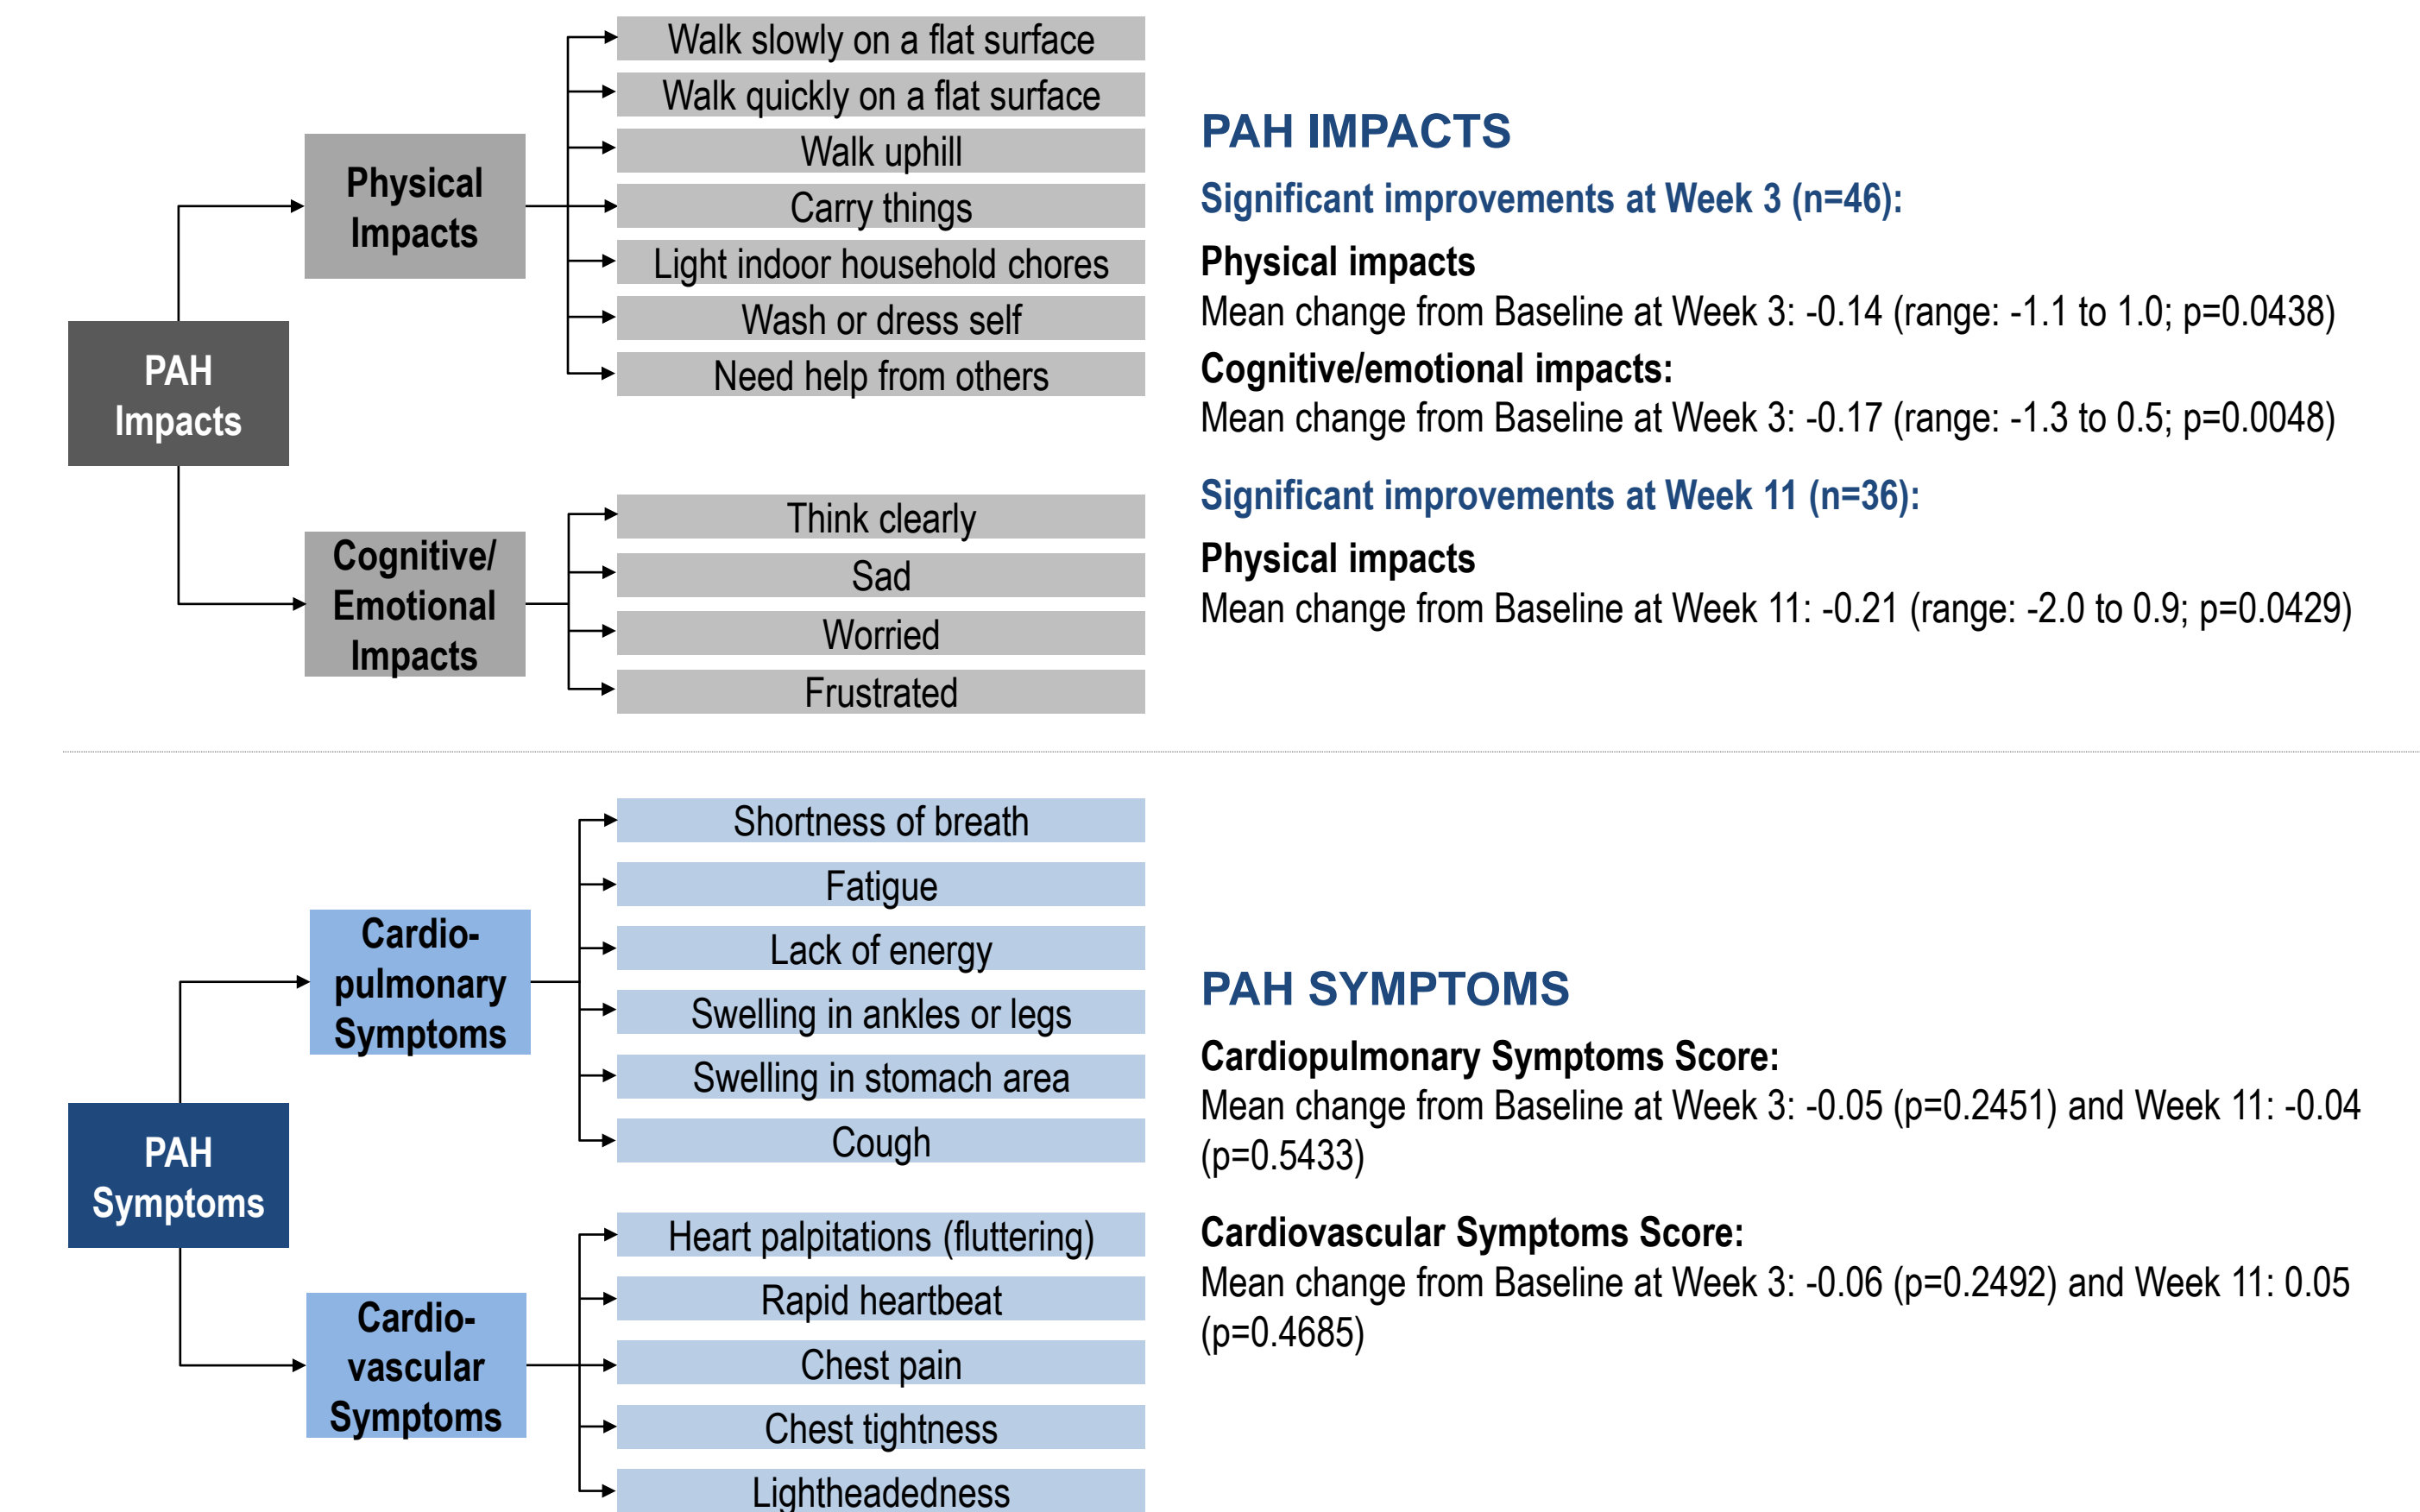 PAH
Impacts
Physical
Impacts
Walk slowly on a flat surface
Walk quickly on a flat surface
Walk uphill
Carry things
Light indoor household chores
Wash or dress self
Need help from others
Cognitive/
Emotional
Impacts
Think clearly
Sad
Worried
Frustrated
PAH IMPACTS
Significant improvements at Week 3 (n=46):
Physical impacts
Mean change from Baseline at Week 3: -0.14 (range: -1.1 to 1.0; p=0.0438)
Cognitive/emotional impacts:
Mean change from Baseline at Week 3: -0.17 (range: -1.3 to 0.5; p=0.0048)
Significant improvements at Week 11 (n=36):
Physical impacts
Mean change from Baseline at Week 11: -0.21 (range: -2.0 to 0.9; p=0.0429)
PAH
Symptoms
Cardio-
pulmonary
Symptoms
Shortness of breath
Fatigue
Lack of energy
Swelling in ankles or legs
Swelling in stomach area
Cough
Cardio-
vascular
Symptoms
Heart palpitations (fluttering)
Rapid heartbeat
Chest pain
Chest tightness
Lightheadedness
PAH SYMPTOMS
Cardiopulmonary Symptoms Score:
Mean change from Baseline at Week 3: -0.05 (p=0.2451) and Week 11: -0.04
(p=0.5433)
Cardiovascular Symptoms Score:
Mean change from Baseline at Week 3: -0.06 (p=0.2492) and Week 11: 0.05
(p=0.4685)